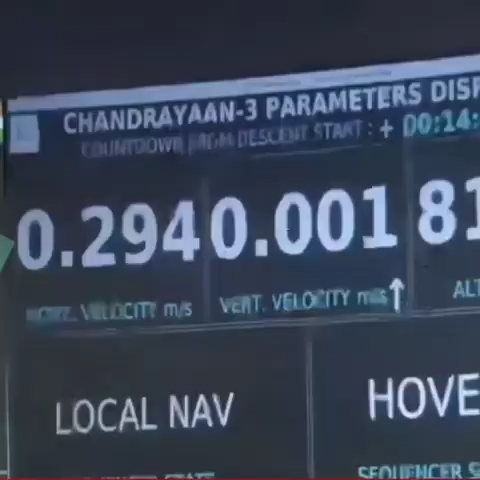 CHANDRAYAAN-3 PARAMETERS DISP
COUNTDOWN FROM DESCENT START : + 00:14:
0.294 0.001 81
HORZ. VELOCITY m/s VERT. VELOCITY m/s ↑ ALT
LOCAL NAV HOVE
SEQUENCER S